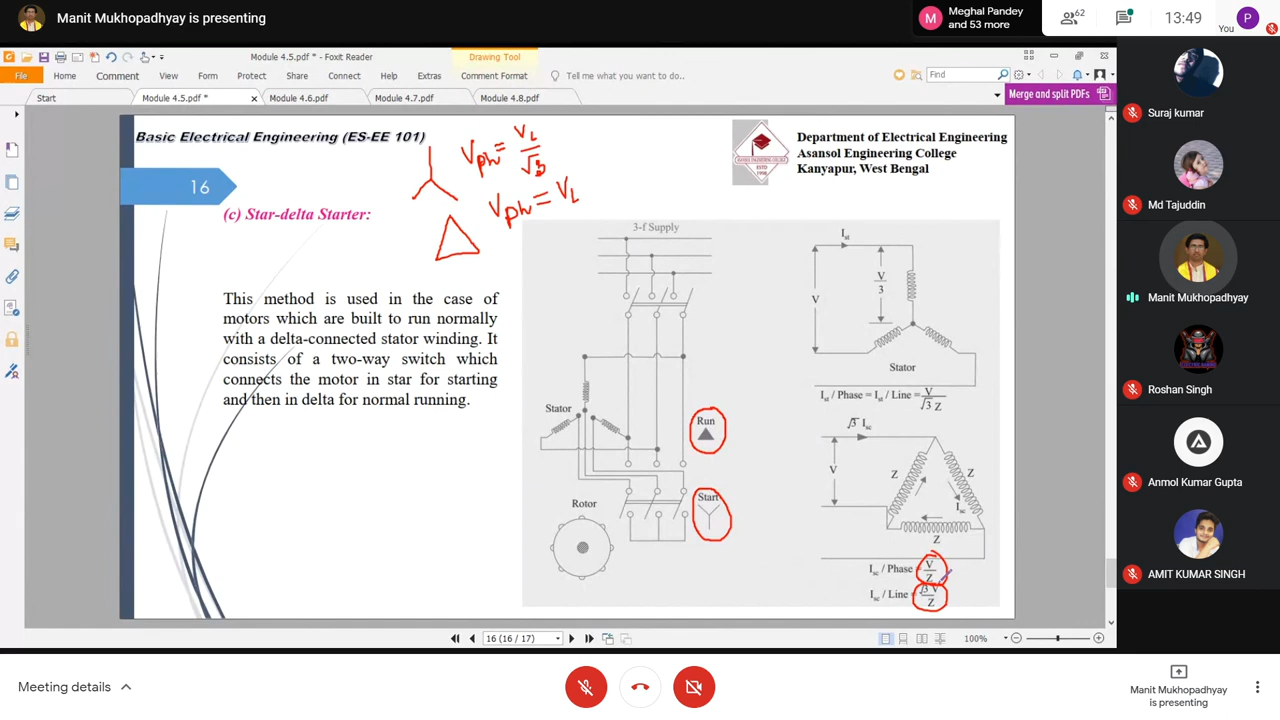 Manit Mukhopadhyay is presenting
Meghal Pandey
and 53 more
62
13:49
You
P
M
Module 4.5.pdf * - Foxit Reader
Drawing Tool
File
Home
Comment
View
Form
Protect
Share
Connect
Help
Extras
Comment Format
Tell me what you want to do..
Find
Start
Module 4.5.pdf *
Module 4.6.pdf
Module 4.7.pdf
Module 4.8.pdf
Merge and split PDFs
Basic Electrical Engineering (ES-EE 101)
Department of Electrical Engineering
Asansol Engineering College
Kanyapur, West Bengal
16
(c) Star-delta Starter:
Vph = VL/√3
Vph = VL
This method is used in the case of
motors which are built to run normally
with a delta-connected stator winding. It
consists of a two-way switch which
connects the motor in star for starting
and then in delta for normal running.
3-f Supply
Stator
Run
Start
Rotor
Ist
V
V/3
Stator
Ist / Phase = Ist / Line = V/√3 Z
√3 Isc
V
Z
Z
Isc
Z
Isc / Phase = V/Z
Isc / Line = √3 V/Z
16 (16 / 17)
100%
Suraj kumar
Md Tajuddin
Manit Mukhopadhyay
Roshan Singh
Anmol Kumar Gupta
AMIT KUMAR SINGH
Meeting details
Manit Mukhopadhyay
is presenting